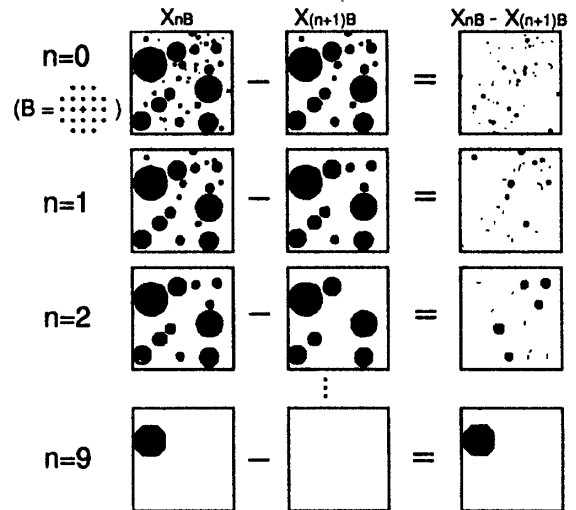 XnB X(n+1)B XnB - X(n+1)B
n=0 − =
(B = )
n=1 − =
n=2 − =
⋮
n=9 − =